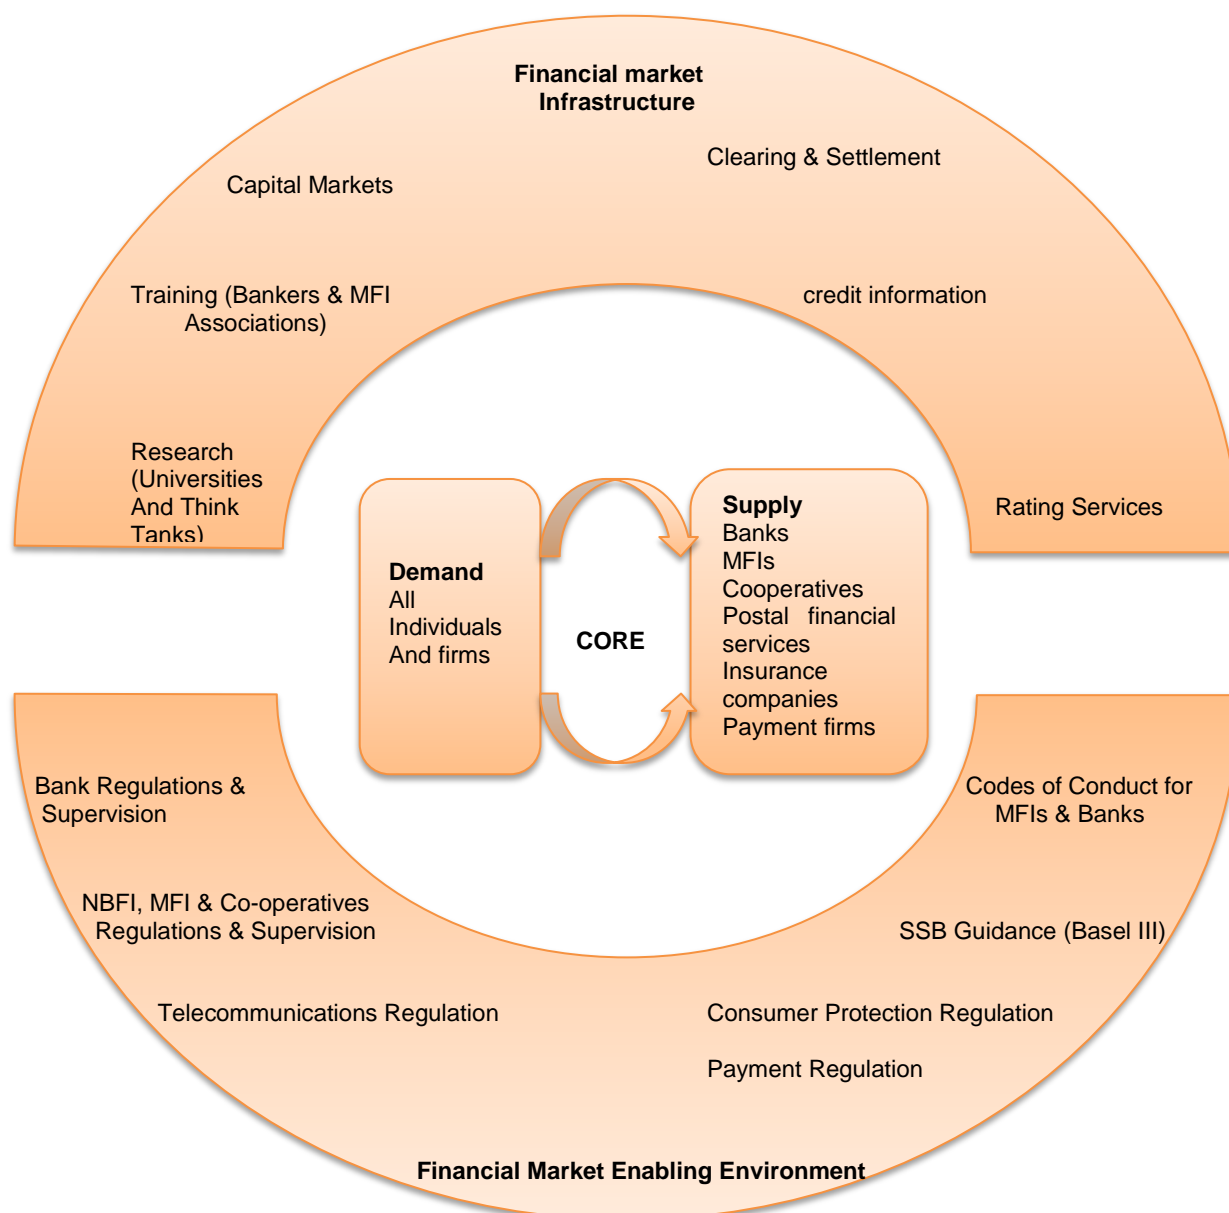 Financial market
Infrastructure
Clearing & Settlement
Capital Markets
Training (Bankers & MFI
Associations)
credit information
Research
(Universities
And Think
Tanks)
Rating Services
Demand
All
Individuals
And firms
CORE
Supply
Banks
MFIs
Cooperatives
Postal financial
services
Insurance
companies
Payment firms
Bank Regulations &
Supervision
Codes of Conduct for
MFIs & Banks
NBFI, MFI & Co-operatives
Regulations & Supervision
SSB Guidance (Basel III)
Telecommunications Regulation
Consumer Protection Regulation
Payment Regulation
Financial Market Enabling Environment